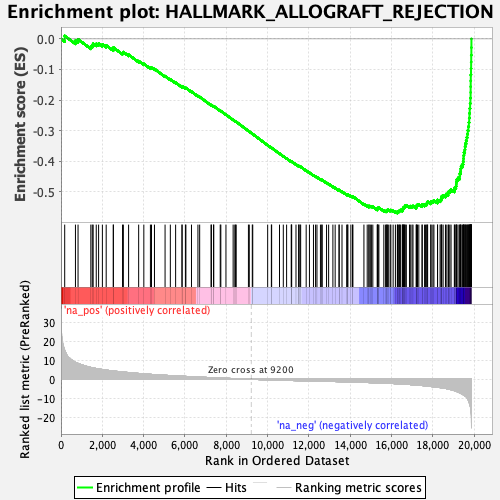 Enrichment plot: HALLMARK_ALLOGRAFT_REJECTION
Enrichment score (ES)
0.0
-0.1
-0.2
-0.3
-0.4
-0.5
'na_pos' (positively correlated)
Ranked list metric (PreRanked)
30
20
10
0
-10
-20
Zero cross at 9200
'na_neg' (negatively correlated)
0 2,000 4,000 6,000 8,000 10,000 12,000 14,000 16,000 18,000 20,000
Rank in Ordered Dataset
Enrichment profile Hits Ranking metric scores